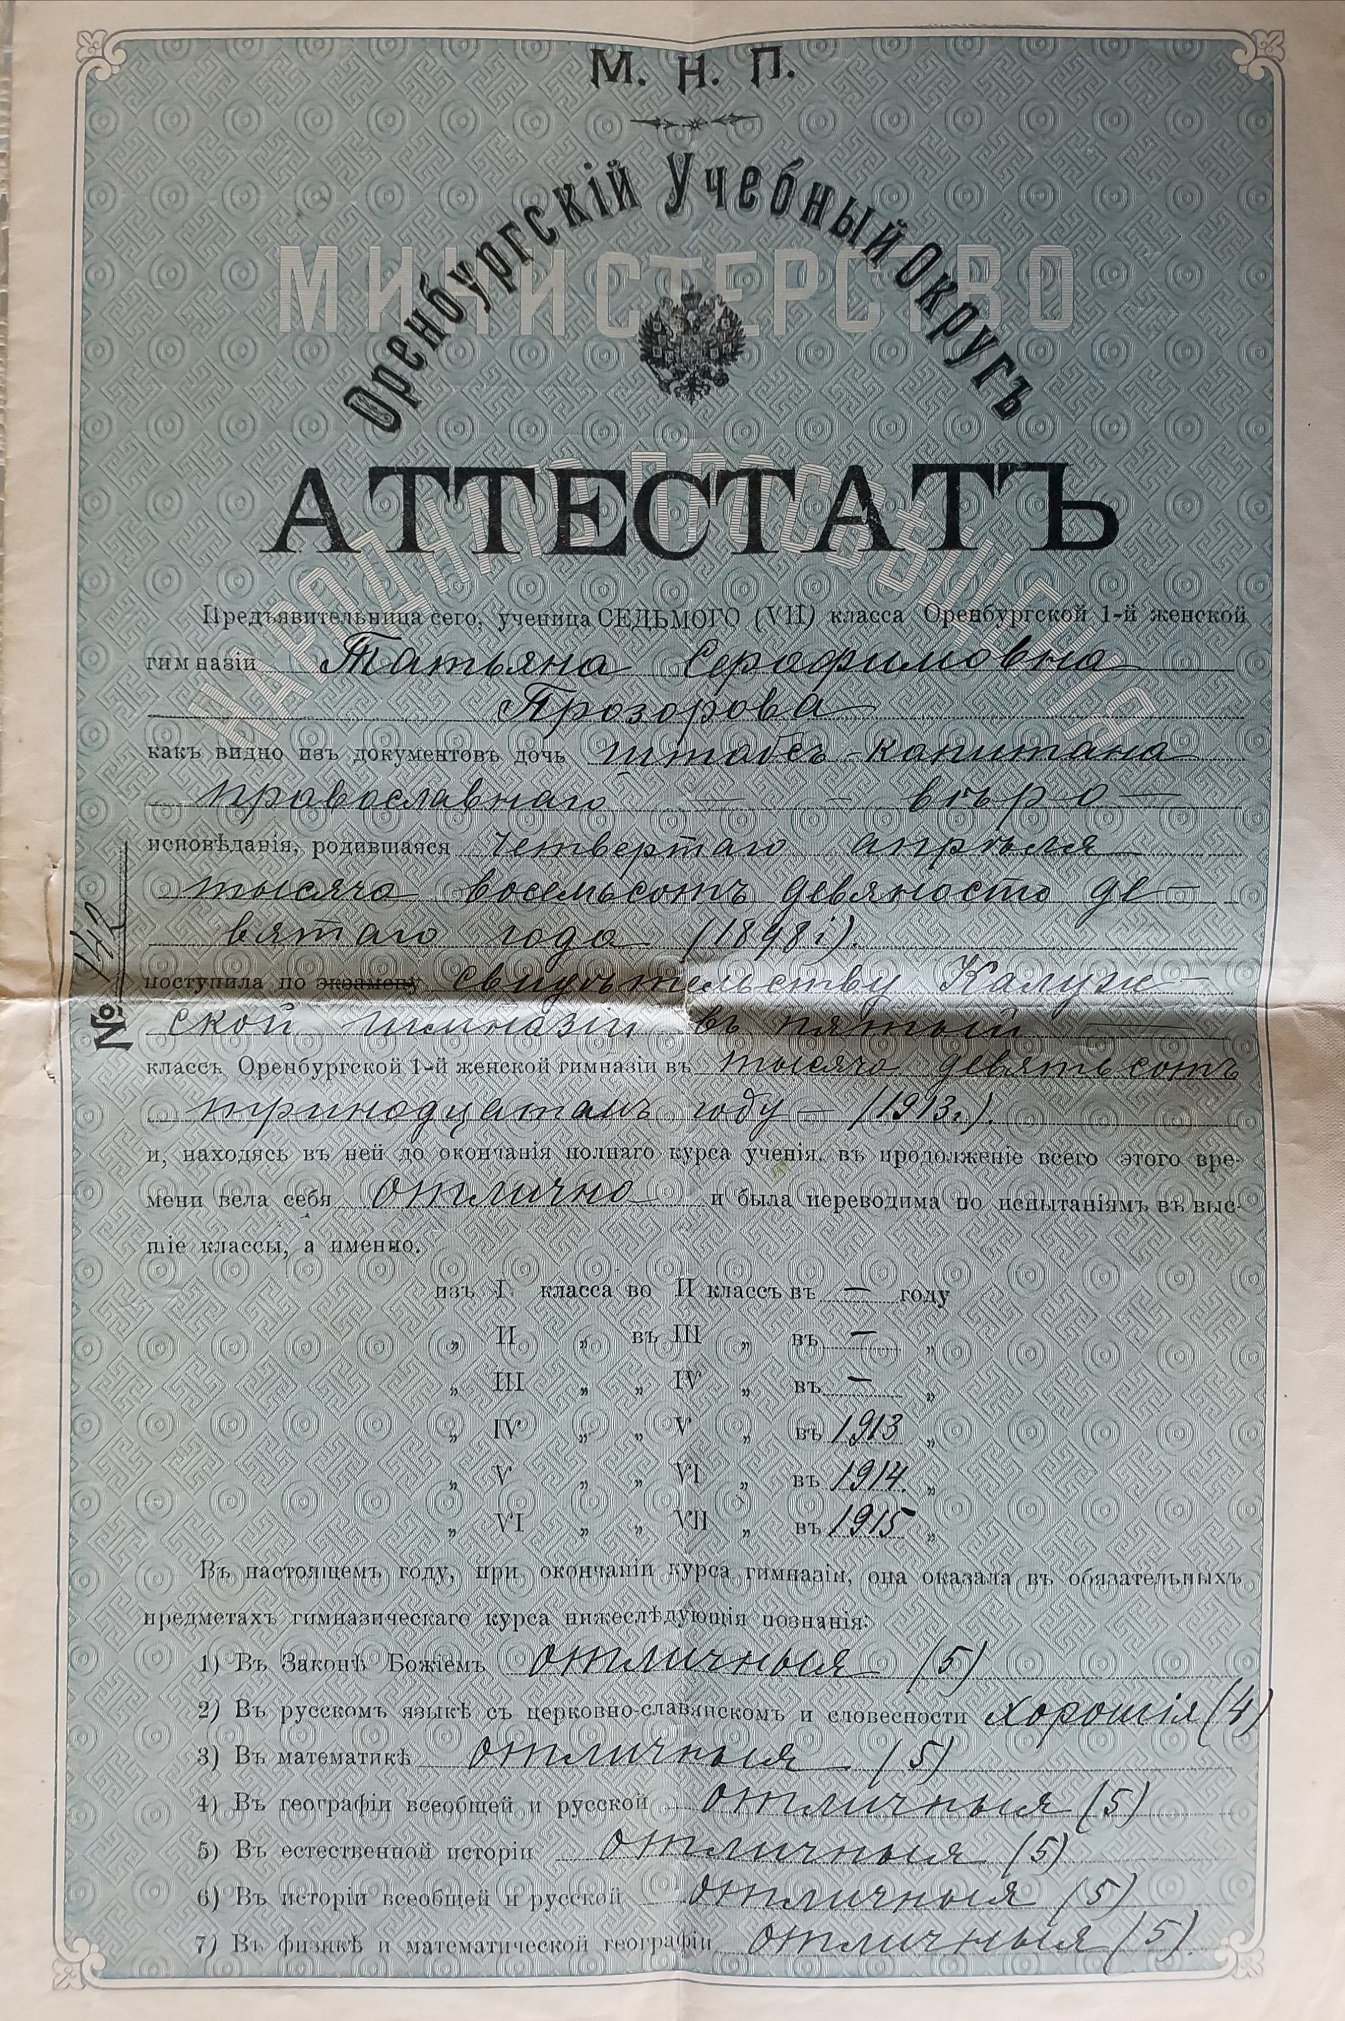 М. Н. П.
Оренбургскій Учебный Округъ
МИНИСТЕРСТВО
АТТЕСТАТЪ
НАРОДНАГО ПРОСВѢЩЕНІЯ
Предъявительница сего, ученица СЕДЬМОГО (VII) класса Оренбургской 1-й женской
гимназіи Татьяна Серафимовна
Прозорова
какъ видно изъ документовъ дочь штабсъ-капитана
православнаго — - вѣро-
исповѣданія, родившаяся четвертаго апрѣля
тысяча восемьсотъ девяносто де-
вятаго года (1898 г).
поступила по экзамену свидѣтельству Калуж-
ской гимназіи въ пятый —
классъ Оренбургской 1-й женской гимназіи въ тысяча девятьсотъ
тринадцатомъ году — (1913 г.).
и, находясь въ ней до окончанія полнаго курса ученія, въ продолженіе всего этого вре-
мени вела себя отлично и была переводима по испытаніямъ въ выс-
шіе классы, а именно:
изъ I класса во II классъ въ — году
„ II „ въ III „ въ — „
„ III „ „ IV „ въ — „
„ IV „ „ V „ въ 1913 „
„ V „ „ VI „ въ 1914. „
„ VI „ „ VII „ въ 1915 „
Въ настоящемъ году, при окончаніи курса гимназіи, она оказала въ обязательныхъ
предметахъ гимназическаго курса нижеслѣдующія познанія:
1) Въ Законѣ Божіемъ отличныя (5)
2) Въ русскомъ языкѣ съ церковно-славянскомъ и словесности хорошія (4)
3) Въ математикѣ отличныя (5)
4) Въ географіи всеобщей и русской отличныя (5)
5) Въ естественной исторіи отличныя (5)
6) Въ исторіи всеобщей и русской отличныя (5)
7) Въ физикѣ и математической географіи отличныя (5).
№